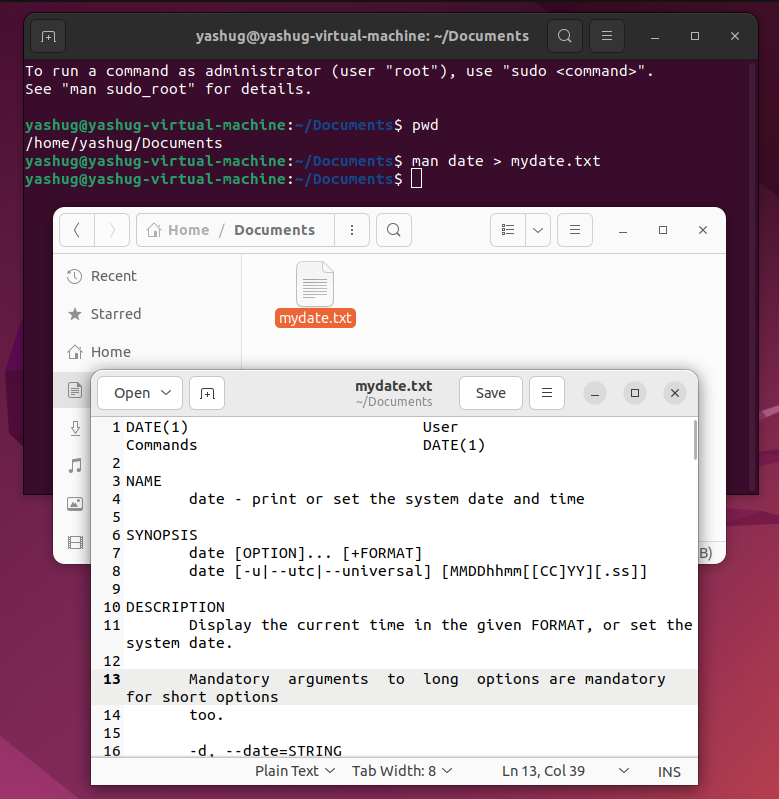 yashug@yashug-virtual-machine: ~/Documents
To run a command as administrator (user "root"), use "sudo <command>".
See "man sudo_root" for details.
yashug@yashug-virtual-machine:~/Documents$ pwd
/home/yashug/Documents
yashug@yashug-virtual-machine:~/Documents$ man date > mydate.txt
yashug@yashug-virtual-machine:~/Documents$
Home / Documents
Recent
Starred
Home
mydate.txt
B)
Open
mydate.txt
~/Documents
Save
1 DATE(1) User
Commands DATE(1)
2
3 NAME
4 date - print or set the system date and time
5
6 SYNOPSIS
7 date [OPTION]... [+FORMAT]
8 date [-u|--utc|--universal] [MMDDhhmm[[CC]YY][.ss]]
9
10 DESCRIPTION
11 Display the current time in the given FORMAT, or set the
system date.
12
13 Mandatory arguments to long options are mandatory
for short options
14 too.
15
16 -d, --date=STRING
Plain Text Tab Width: 8 Ln 13, Col 39 INS